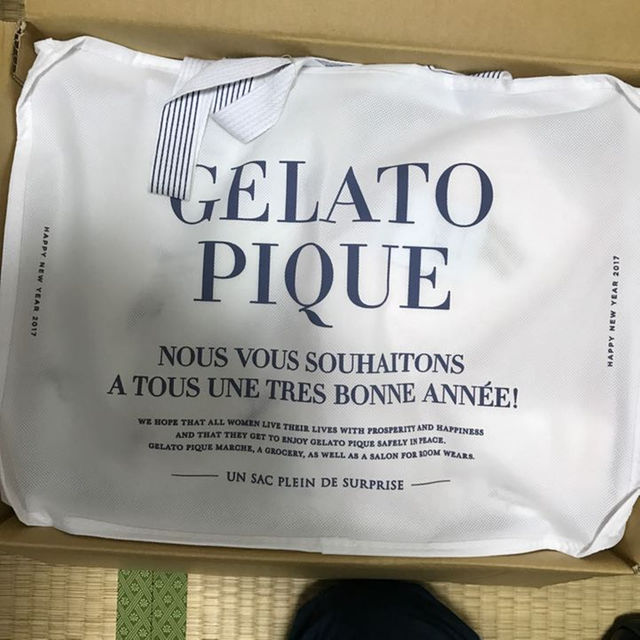 GELATO
PIQUE
NOUS VOUS SOUHAITONS
A TOUS UNE TRES BONNE ANNÉE!
WE HOPE THAT ALL WOMEN LIVE THEIR LIVES WITH PROSPERITY AND HAPPINESS
AND THAT THEY GET TO ENJOY GELATO PIQUE SAFELY IN PEACE.
GELATO PIQUE MARCHE, A GROCERY, AS WELL AS A SALON FOR ROOM WEARS.
UN SAC PLEIN DE SURPRISE
HAPPY NEW YEAR 2017
HAPPY NEW YEAR 2017